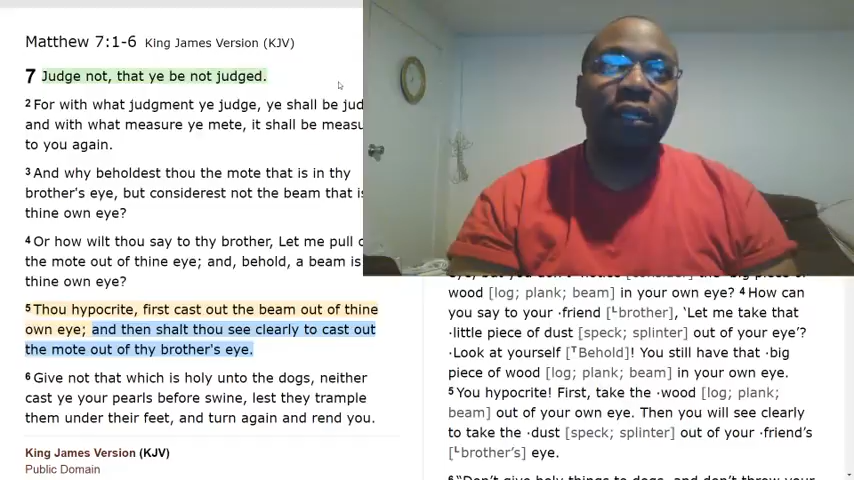 Matthew 7:1-6 King James Version (KJV)
7 Judge not, that ye be not judged.
2 For with what judgment ye judge, ye shall be
and with what measure ye mete, it shall be
to you again.
3 And why beholdest thou the mote that is in thy
brother's eye, but considerest not the beam that
thine own eye?
4 Or how wilt thou say to thy brother, Let me pull
the mote out of thine eye; and, behold, a beam is
thine own eye?
5 Thou hypocrite, first cast out the beam out of thine
own eye; and then shalt thou see clearly to cast out
the mote out of thy brother's eye.
6 Give not that which is holy unto the dogs, neither
cast ye your pearls before swine, lest they trample
them under their feet, and turn again and rend you.
King James Version (KJV)
Public Domain
wood [log; plank; beam] in your own eye? 4 How can
you say to your ·friend [L brother], ‘Let me take that
·little piece of dust [speck; splinter] out of your eye’?
·Look at yourself [T Behold]! You still have that ·big
piece of wood [log; plank; beam] in your own eye.
5 You hypocrite! First, take the ·wood [log; plank;
beam] out of your own eye. Then you will see clearly
to take the ·dust [speck; splinter] out of your ·friend’s
[L brother’s] eye.